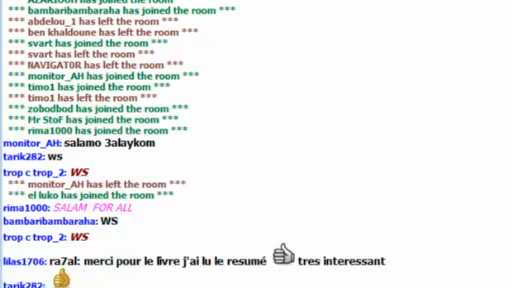 *** bambaribambaraha has joined the room ***
*** abdelou_1 has left the room ***
*** ben khaldoune has left the room ***
*** svart has joined the room ***
*** svart has left the room ***
*** NAVIGAT0R has left the room ***
*** monitor_AH has joined the room ***
*** timo1 has joined the room ***
*** timo1 has left the room ***
*** zobodbod has joined the room ***
*** Mr StoF has joined the room ***
*** rima1000 has joined the room ***
monitor_AH: salamo 3alaykom
tarik282: ws
trop c trop_2: WS
*** monitor_AH has left the room ***
*** el luko has joined the room ***
rima1000: SALAM FOR ALL
bambaribambaraha: WS
trop c trop_2: WS
lilas1706: ra7al: merci pour le livre j'ai lu le resumé tres interessant
tarik282: